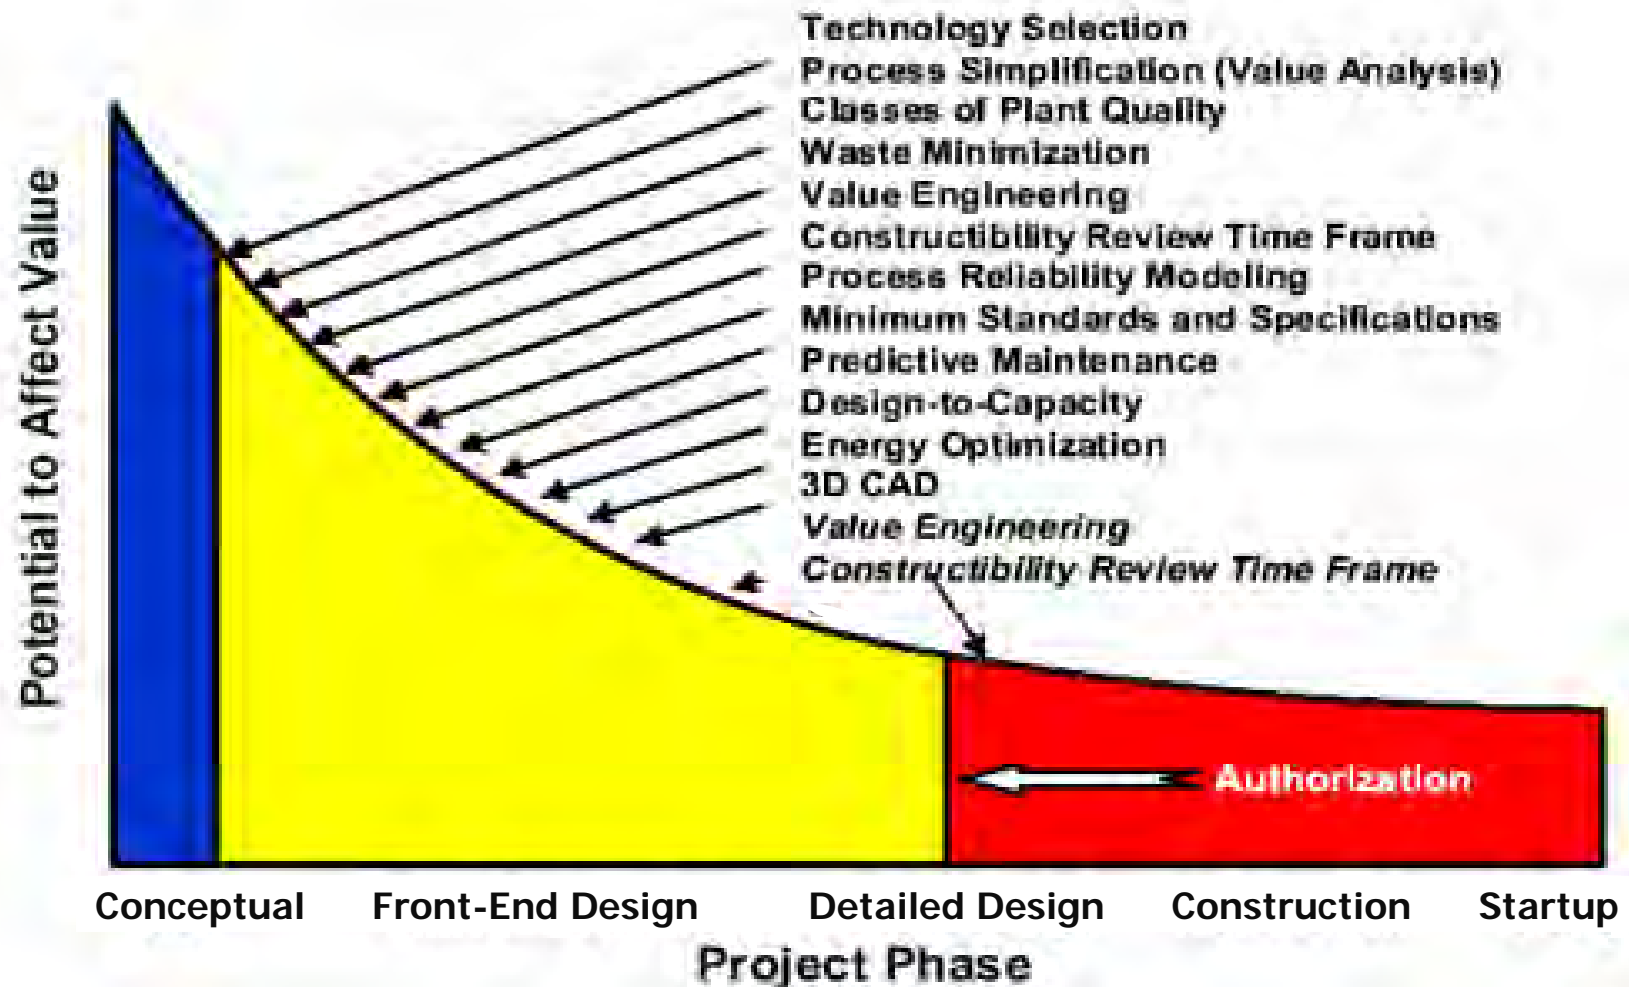 Technology Selection
Process Simplification (Value Analysis)
Classes of Plant Quality
Waste Minimization
Value Engineering
Constructibility Review Time Frame
Process Reliability Modeling
Minimum Standards and Specifications
Predictive Maintenance
Design-to-Capacity
Energy Optimization
3D CAD
Value Engineering
Constructibility Review Time Frame
Potential to Affect Value
Authorization
Conceptual Front-End Design Detailed Design Construction Startup
Project Phase